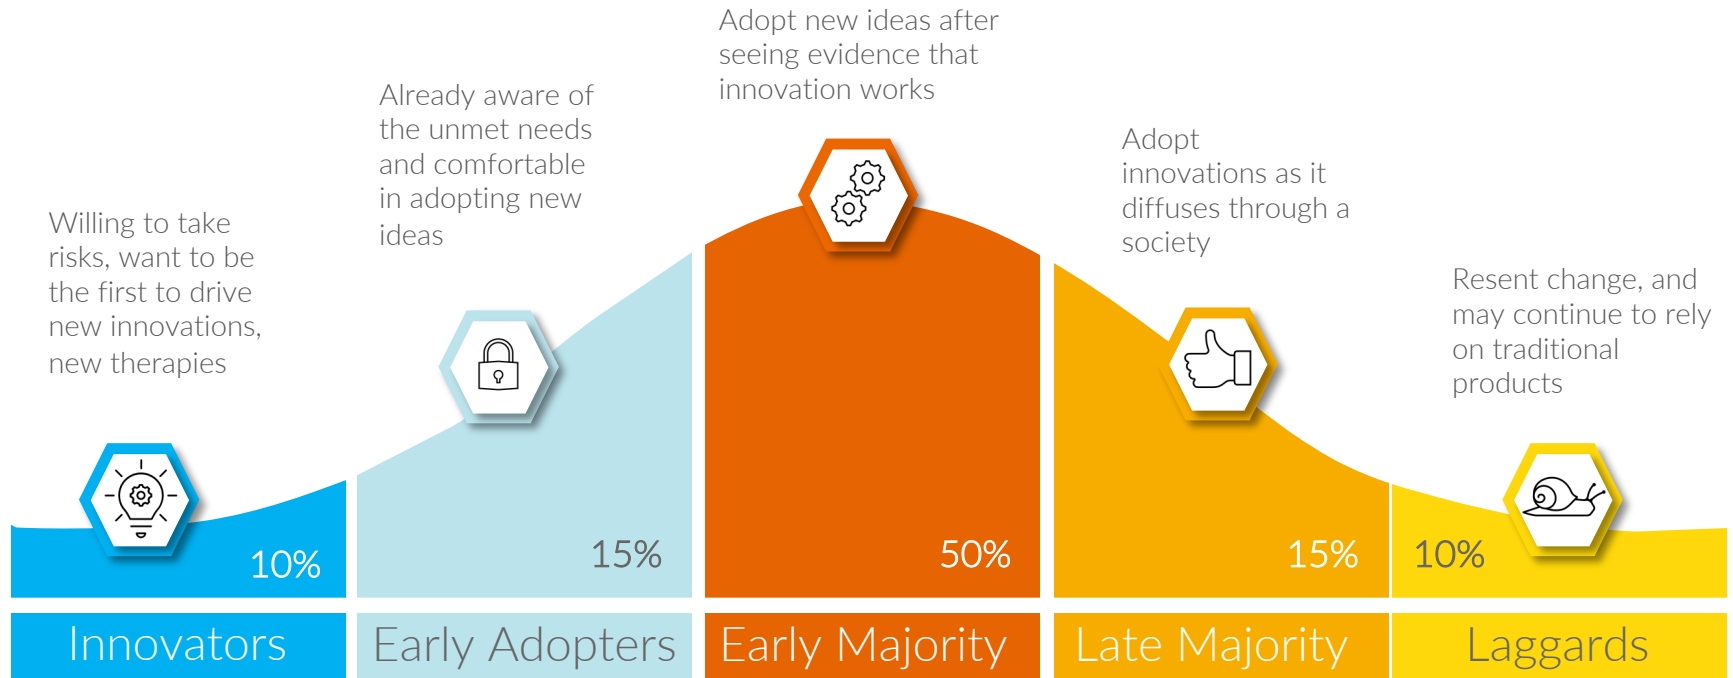 Willing to take
risks, want to be
the first to drive
new innovations,
new therapies
Already aware of
the unmet needs
and comfortable
in adopting new
ideas
Adopt new ideas after
seeing evidence that
innovation works
Adopt
innovations as it
diffuses through a
society
Resent change, and
may continue to rely
on traditional
products
10%
15%
50%
15%
10%
Innovators
Early Adopters
Early Majority
Late Majority
Laggards